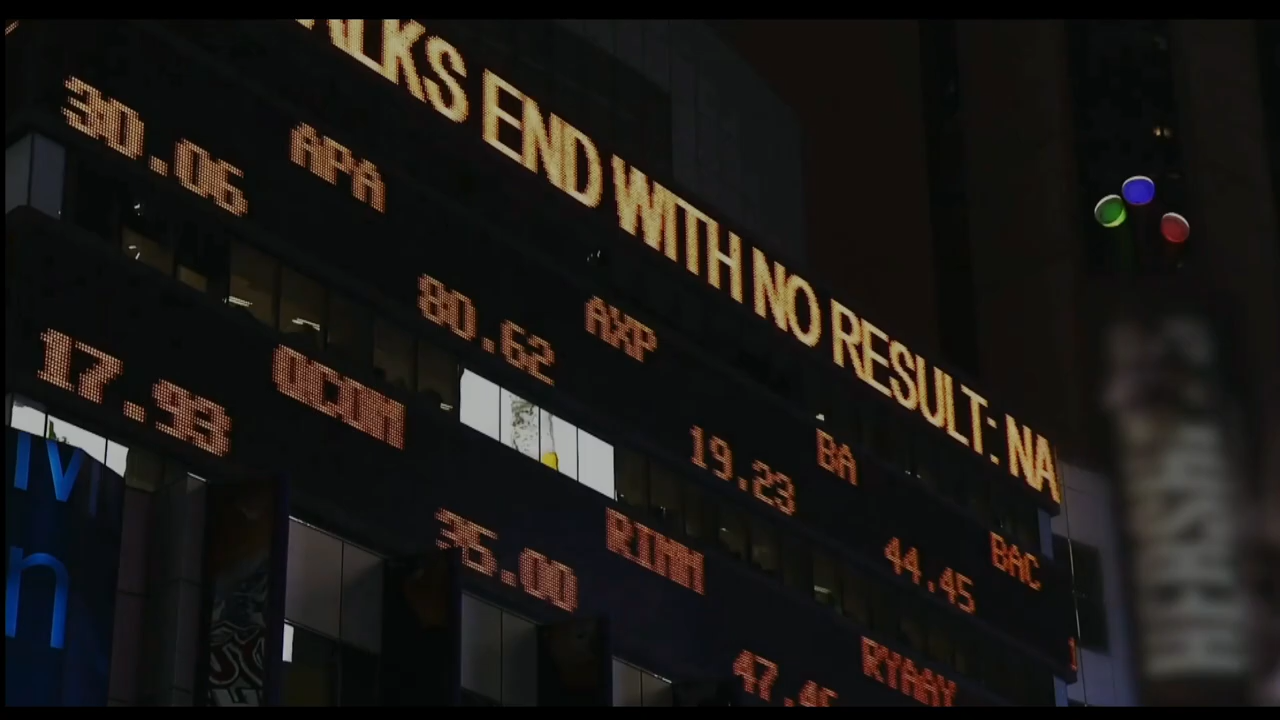 ALKS END WITH NO RESULT: NA
30.06 APA
80.62 AXP
19.23 BA
44.45 BAC
17.93 QCOM
35.00 RIMM
RYAAY